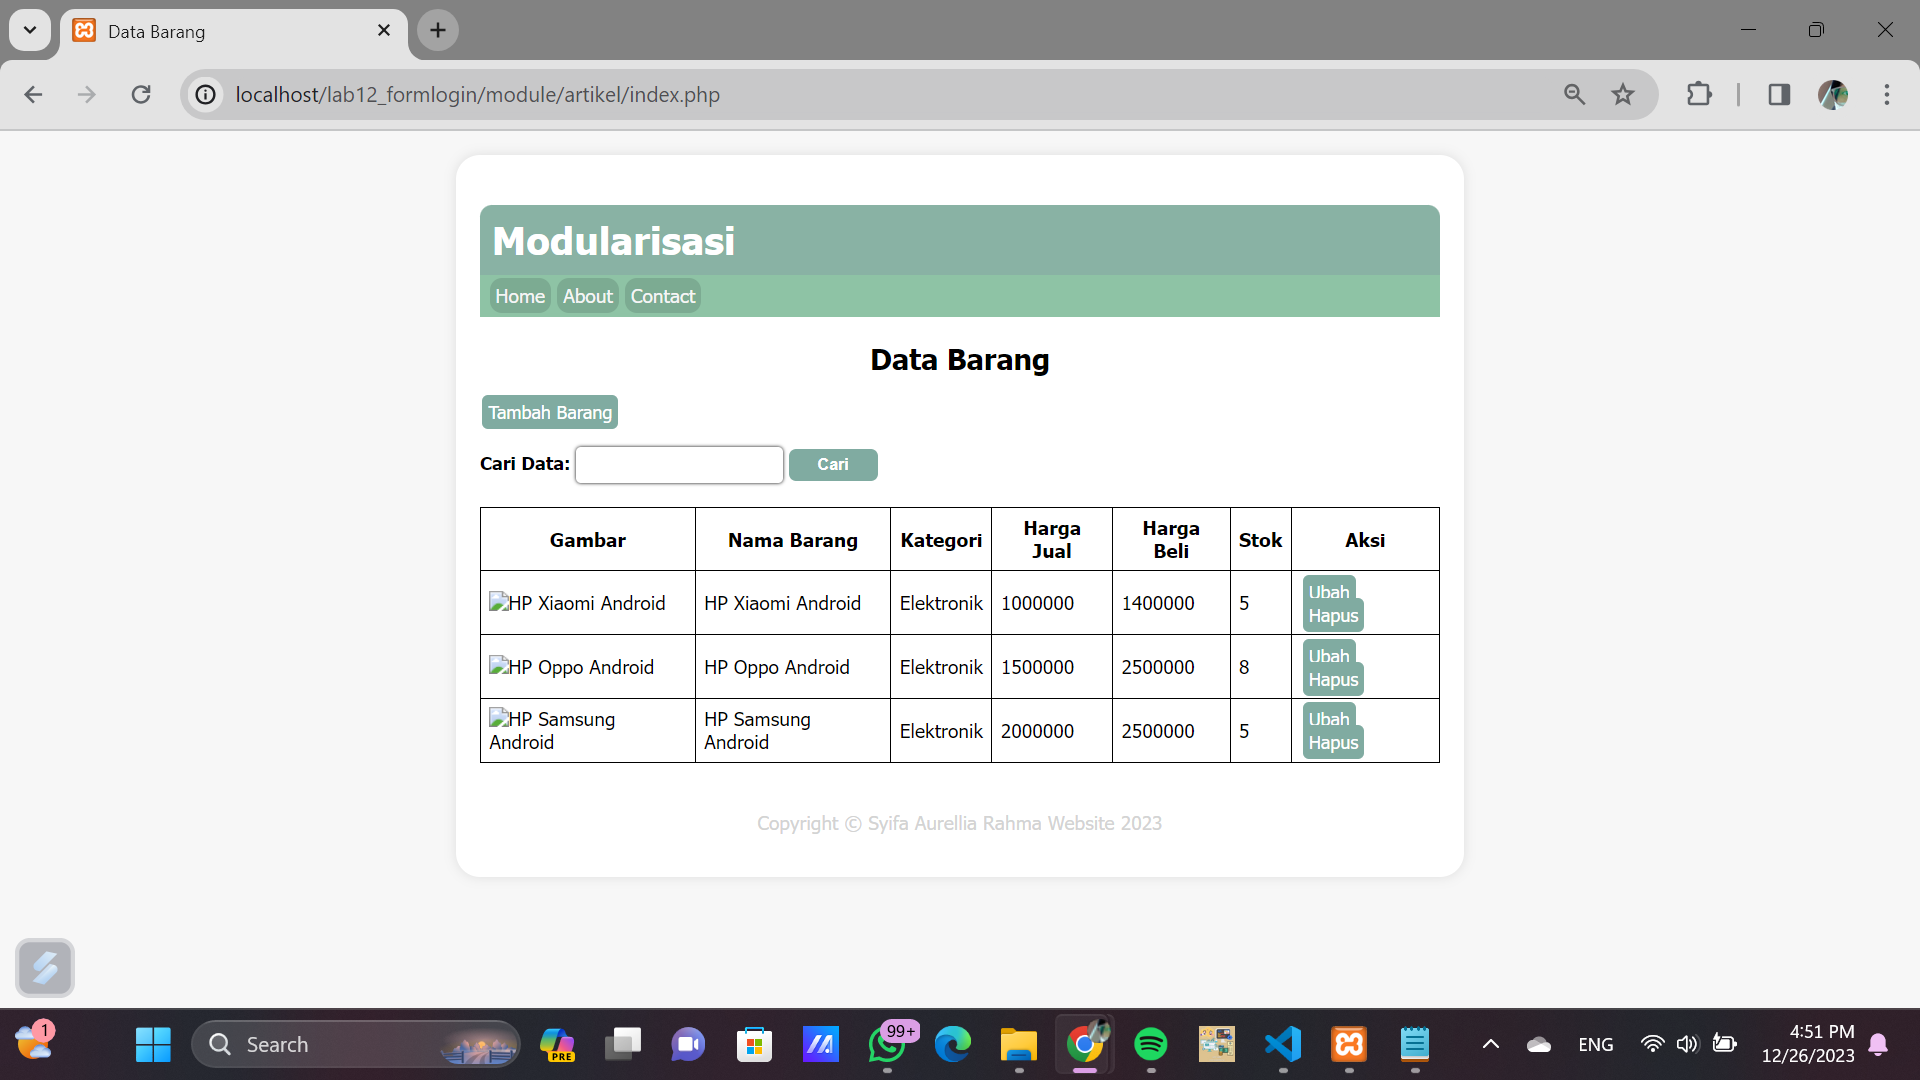 Data Barang
localhost/lab12_formlogin/module/artikel/index.php
Modularisasi
Home About Contact
Data Barang
Tambah Barang
Cari Data: Cari
Gambar Nama Barang Kategori Harga Jual Harga Beli Stok Aksi
HP Xiaomi Android HP Xiaomi Android Elektronik 1000000 1400000 5 Ubah
Hapus
HP Oppo Android HP Oppo Android Elektronik 1500000 2500000 8 Ubah
Hapus
HP Samsung Android HP Samsung Android Elektronik 2000000 2500000 5 Ubah
Hapus
Copyright © Syifa Aurellia Rahma Website 2023
1 Search PRE 99+ ENG 4:51 PM
12/26/2023